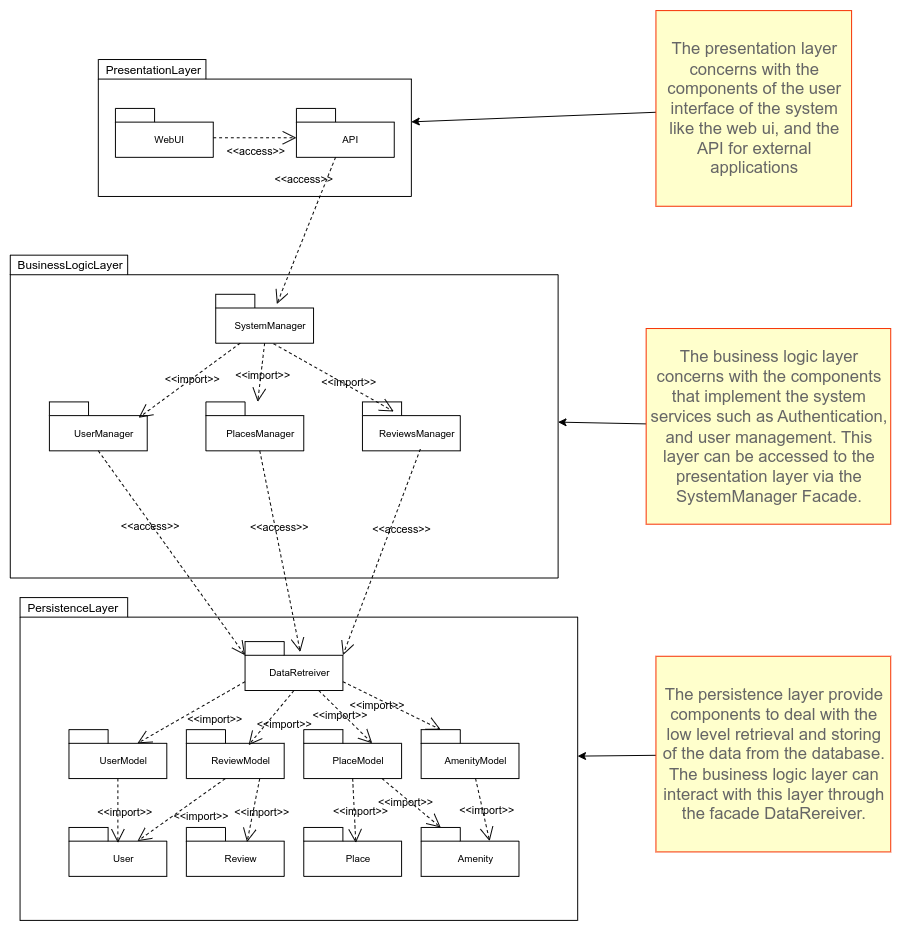 PresentationLayer
WebUI
<<access>>
API
<<access>>
The presentation layer
concerns with the
components of the user
interface of the system
like the web ui, and the
API for external
applications
BusinessLogicLayer
SystemManager
<<import>>
<<import>>
<<import>>
UserManager
PlacesManager
ReviewsManager
<<access>>
<<access>>
<<access>>
The business logic layer
concerns with the components
that implement the system
services such as Authentication,
and user management. This
layer can be accessed to the
presentation layer via the
SystemManager Facade.
PersistenceLayer
DataRetreiver
<<import>>
<<import>>
<<import>>
<<import>>
UserModel
ReviewModel
PlaceModel
AmenityModel
<<import>>
<<import>>
<<import>>
<<import>>
<<import>>
<<import>>
User
Review
Place
Amenity
The persistence layer provide
components to deal with the
low level retrieval and storing
of the data from the database.
The business logic layer can
interact with this layer through
the facade DataRereiver.